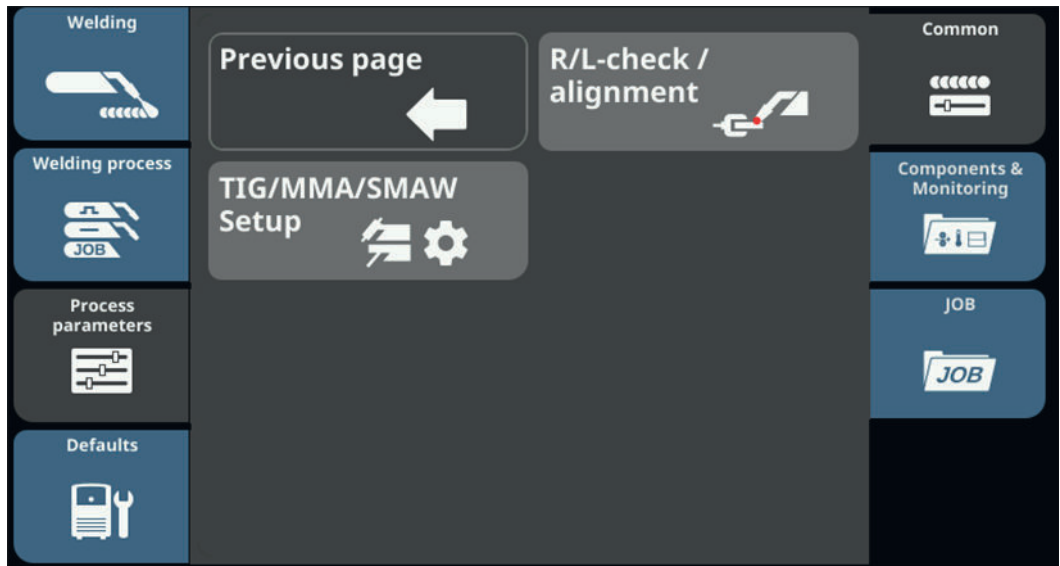 Welding
Welding process
JOB
Process
parameters
Defaults
Previous page
R/L-check /
alignment
TIG/MMA/SMAW
Setup
Common
Components &
Monitoring
JOB
JOB